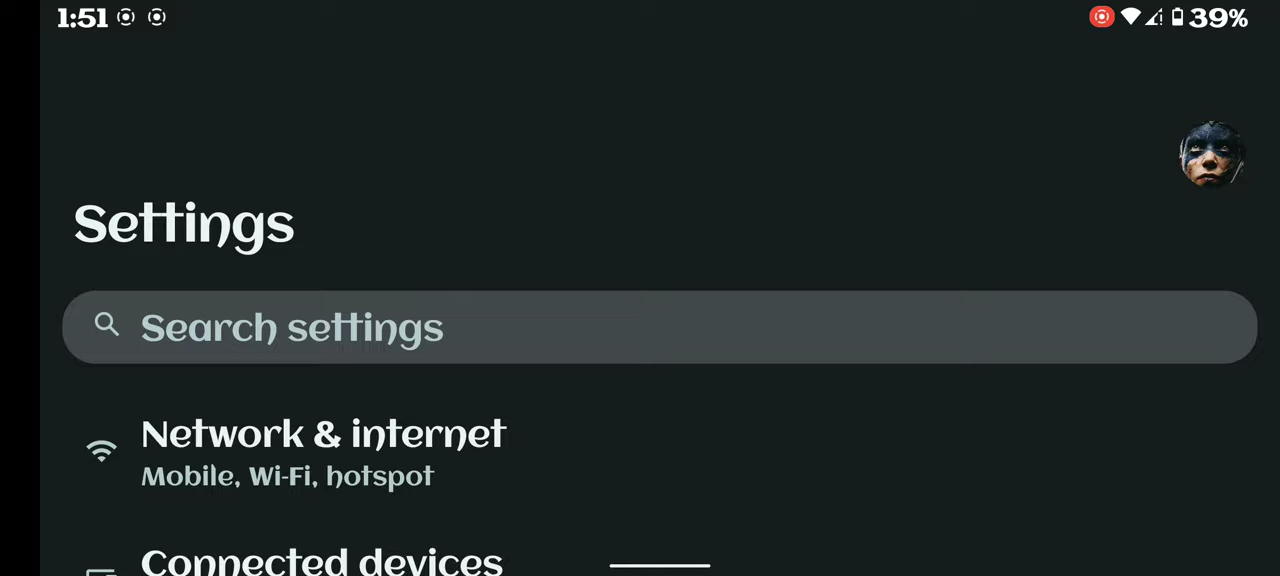 1:51
39%
Settings
Search settings
Network & internet
Mobile, Wi-Fi, hotspot
Connected devices